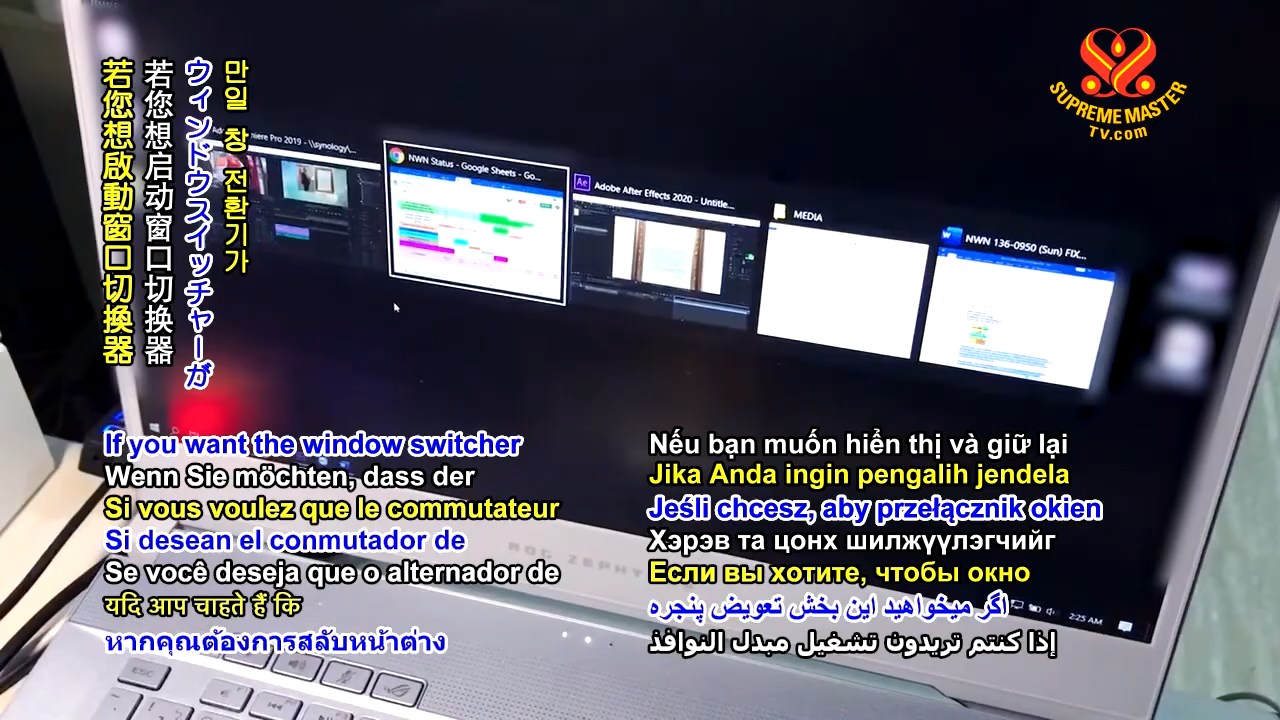 SUPREME MASTER
TV.com
만일 창 전환기가
ウィンドウスイッチャーが
若您想启动窗口切换器
若您想啟動窗口切換器
Premiere Pro 2019 - \\synology\...
NWN Status - Google Sheets - Go...
Adobe After Effects 2020 - Untitle...
MEDIA
NWN 136-0950 (Sun) FIX...
If you want the window switcher
Wenn Sie möchten, dass der
Si vous voulez que le commutateur
Si desean el conmutador de
Se você deseja que o alternador de
यदि आप चाहते हैं कि
หากคุณต้องการสลับหน้าต่าง
Nếu bạn muốn hiển thị và giữ lại
Jika Anda ingin pengalih jendela
Jeśli chcesz, aby przełącznik okien
Хэрэв та цонх шилжүүлэгчийг
Если вы хотите, чтобы окно
اگر میخواهید این بخش تعویض پنجره
إذا كنتم تريدون تشغيل مبدل النوافذ
2:25 AM
ROG ZEPHY
ESC